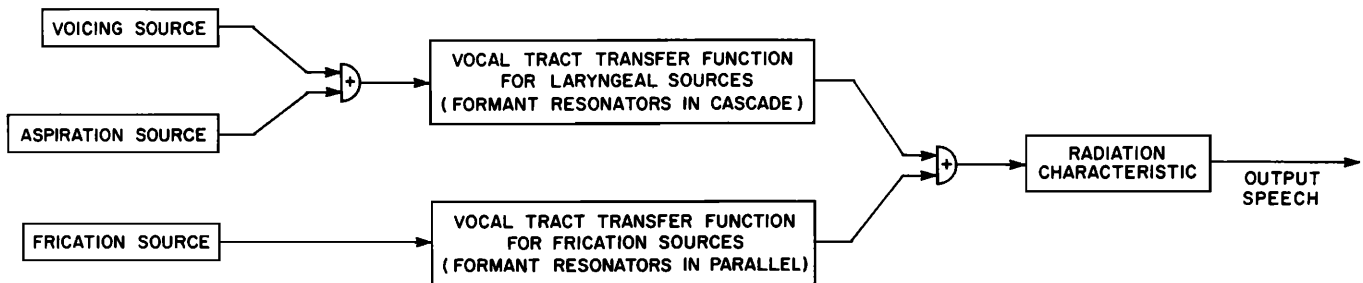 VOICING SOURCE
ASPIRATION SOURCE
+
VOCAL TRACT TRANSFER FUNCTION
FOR LARYNGEAL SOURCES
(FORMANT RESONATORS IN CASCADE)
FRICATION SOURCE
VOCAL TRACT TRANSFER FUNCTION
FOR FRICATION SOURCES
(FORMANT RESONATORS IN PARALLEL)
+
RADIATION
CHARACTERISTIC
OUTPUT
SPEECH